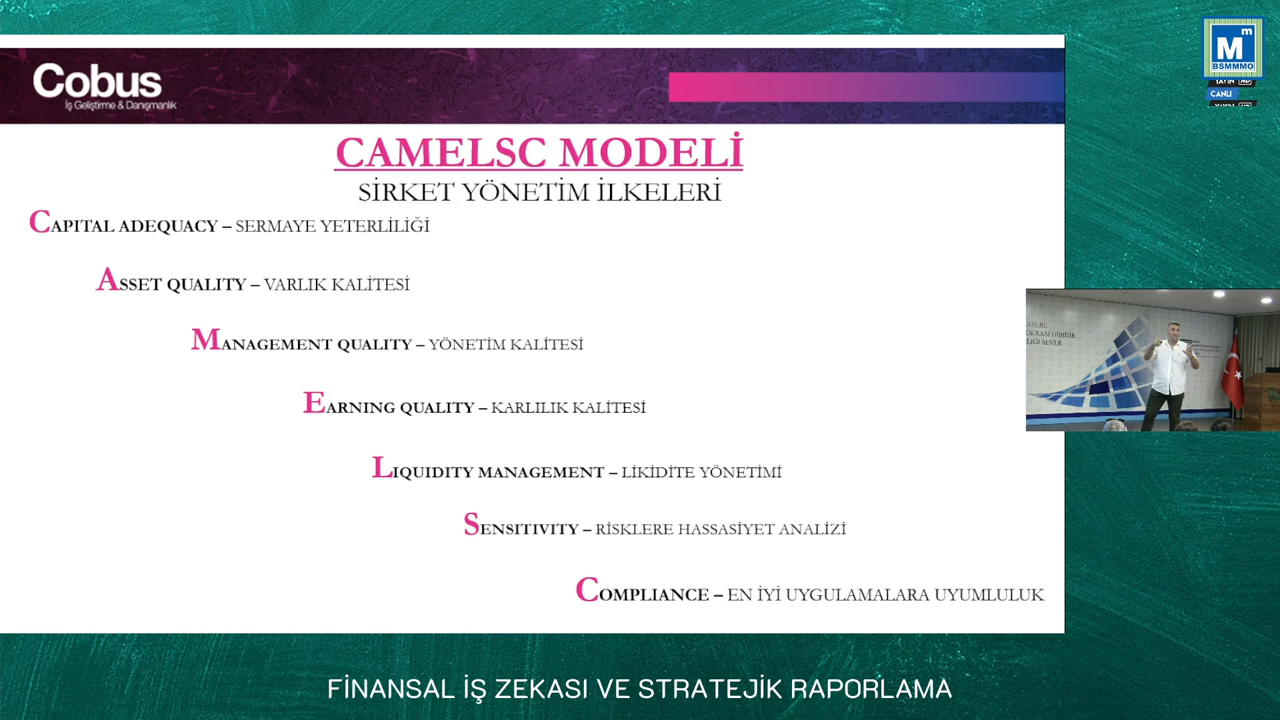 Cobus
İş Geliştirme & Danışmanlık
M m
BSMMMO
YAYIN HD
CANLI
CAMELSC MODELİ
SİRKET YÖNETİM İLKELERİ
CAPITAL ADEQUACY – SERMAYE YETERLİLİĞİ
ASSET QUALITY – VARLIK KALİTESİ
MANAGEMENT QUALITY – YÖNETİM KALİTESİ
EARNING QUALITY – KARLILIK KALİTESİ
LIQUIDITY MANAGEMENT – LİKİDİTE YÖNETİMİ
SENSITIVITY – RİSKLERE HASSASİYET ANALİZİ
COMPLIANCE – EN İYİ UYGULAMALARA UYUMLULUK
FİNANSAL İŞ ZEKASI VE STRATEJİK RAPORLAMA